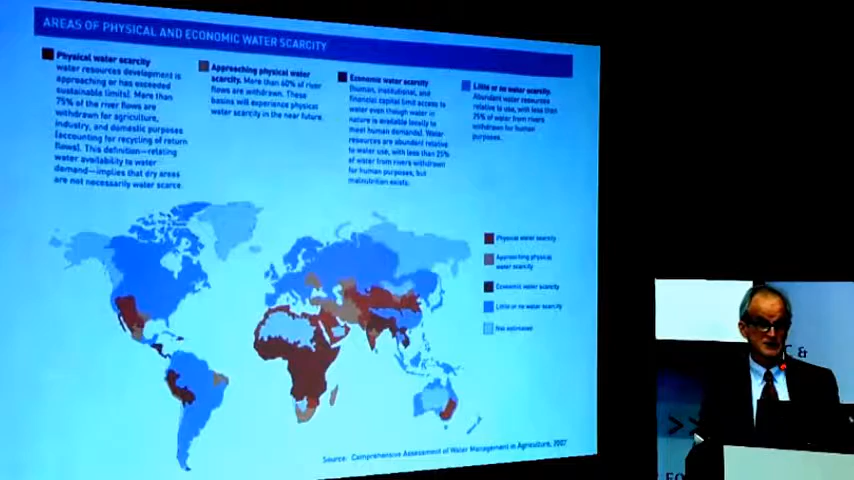 AREAS OF PHYSICAL AND ECONOMIC WATER SCARCITY
Physical water scarcity
(water resources development is
approaching or has exceeded
sustainable limits). More than
75% of the river flows are
withdrawn for agriculture,
industry, and domestic purposes
(accounting for recycling of return
flows). This definition—relating
water availability to water
demand—implies that dry areas
are not necessarily water scarce.
Approaching physical water
scarcity. More than 60% of river
flows are withdrawn. These
basins will experience physical
water scarcity in the near future.
Economic water scarcity
(human, institutional, and
financial capital limit access to
water even though water in
nature is available locally to
meet human demands). Water
resources are abundant relative
to water use, with less than 25%
of water from rivers withdrawn
for human purposes, but
malnutrition exists.
Little or no water scarcity.
Abundant water resources
relative to use, with less than
25% of water from rivers
withdrawn for human
purposes.
Physical water scarcity
Approaching physical
water scarcity
Economic water scarcity
Little or no water scarcity
Not estimated
Source: Comprehensive Assessment of Water Management in Agriculture, 2007
C &